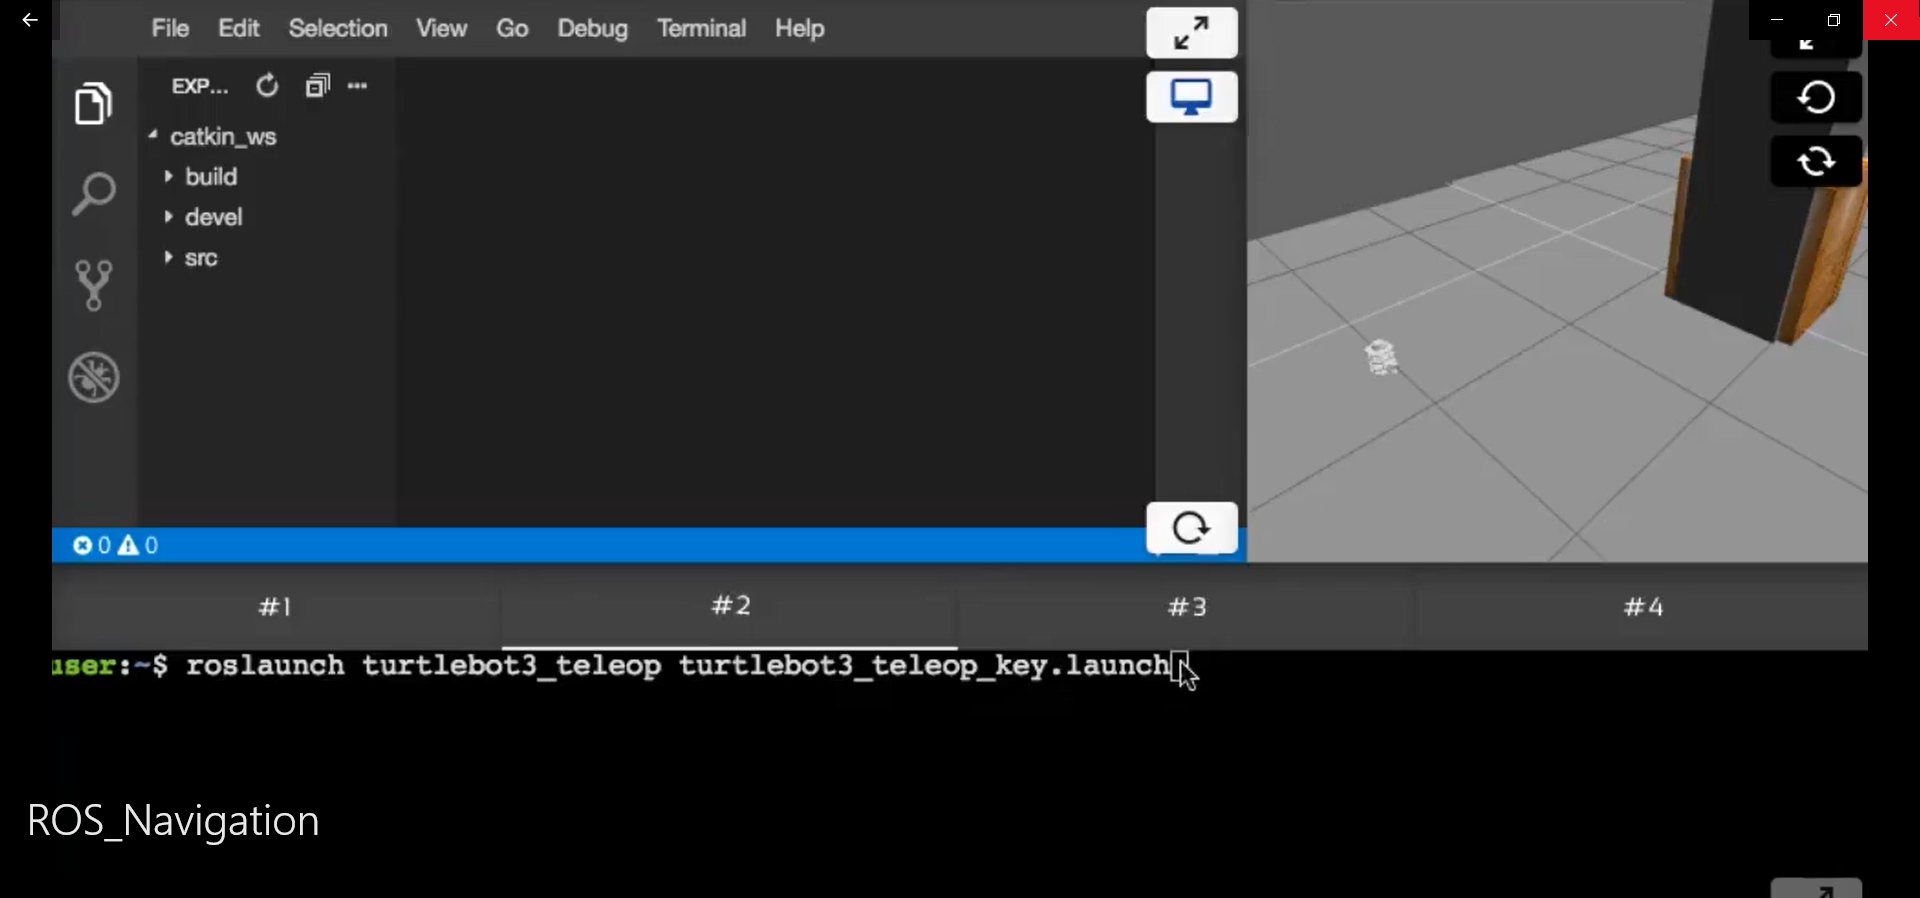 File Edit Selection View Go Debug Terminal Help
EXP...
catkin_ws
build
devel
src
0 0
#1 #2 #3 #4
user:~$ roslaunch turtlebot3_teleop turtlebot3_teleop_key.launch
ROS_Navigation